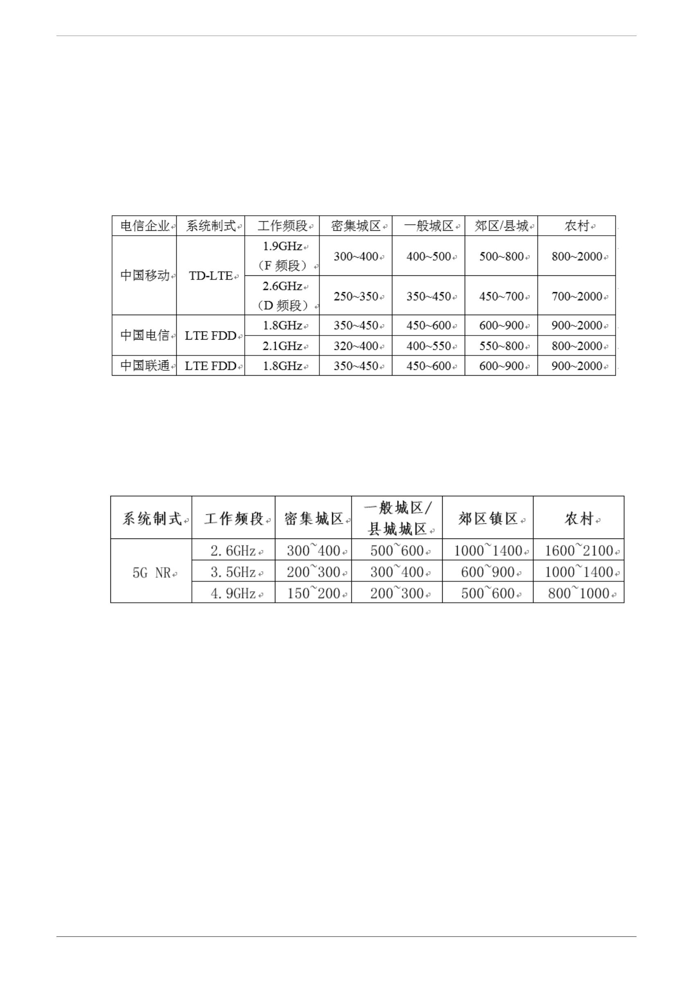 电信企业 系统制式 工作频段 密集城区 一般城区 郊区/县城 农村
中国移动 TD-LTE 1.9GHz
（F 频段） 300~400 400~500 500~800 800~2000
2.6GHz
（D 频段） 250~350 350~450 450~700 700~2000
中国电信 LTE FDD 1.8GHz 350~450 450~600 600~900 900~2000
2.1GHz 320~400 400~550 550~800 800~2000
中国联通 LTE FDD 1.8GHz 350~450 450~600 600~900 900~2000
系统制式 工作频段 密集城区 一般城区/
县城城区 郊区镇区 农村
5G NR 2.6GHz 300~400 500~600 1000~1400 1600~2100
3.5GHz 200~300 300~400 600~900 1000~1400
4.9GHz 150~200 200~300 500~600 800~1000